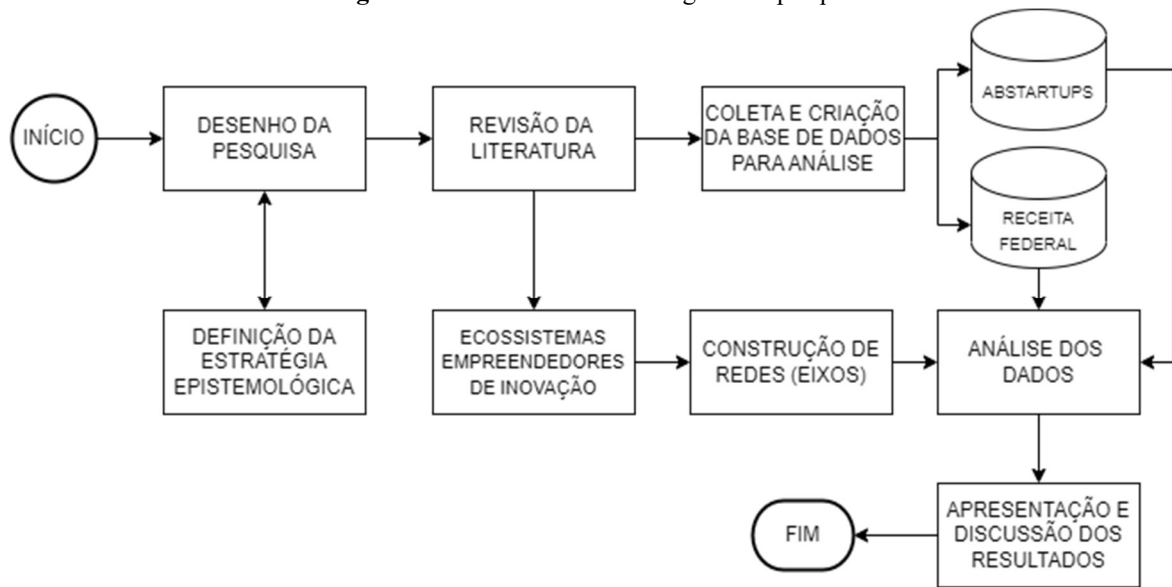 INÍCIO
DESENHO DA
PESQUISA
REVISÃO DA
LITERATURA
COLETA E CRIAÇÃO
DA BASE DE DADOS
PARA ANÁLISE
ABSTARTUPS
RECEITA
FEDERAL
DEFINIÇÃO DA
ESTRATÉGIA
EPISTEMOLÓGICA
ECOSSISTEMAS
EMPREENDEDORES
DE INOVAÇÃO
CONSTRUÇÃO DE
REDES (EIXOS)
ANÁLISE DOS
DADOS
APRESENTAÇÃO E
DISCUSSÃO DOS
RESULTADOS
FIM